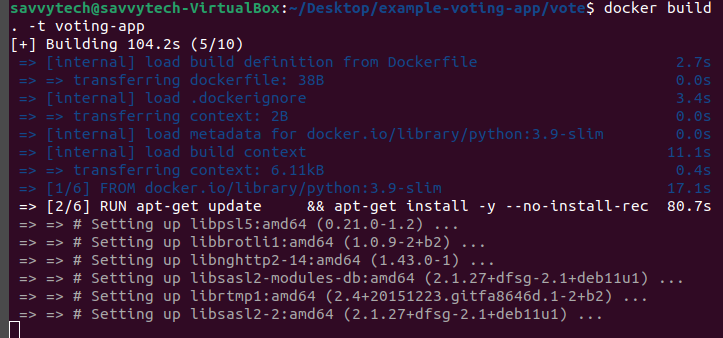 savvytech@savvytech-VirtualBox:~/Desktop/example-voting-app/vote$ docker build
. -t voting-app
[+] Building 104.2s (5/10)
=> [internal] load build definition from Dockerfile 2.7s
=> => transferring dockerfile: 38B 0.0s
=> [internal] load .dockerignore 3.4s
=> => transferring context: 2B 0.0s
=> [internal] load metadata for docker.io/library/python:3.9-slim 0.0s
=> [internal] load build context 11.1s
=> => transferring context: 6.11kB 0.4s
=> [1/6] FROM docker.io/library/python:3.9-slim 17.1s
=> [2/6] RUN apt-get update     && apt-get install -y --no-install-rec 80.7s
=> => # Setting up libpsl5:amd64 (0.21.0-1.2) ...
=> => # Setting up libbrotli1:amd64 (1.0.9-2+b2) ...
=> => # Setting up libnghttp2-14:amd64 (1.43.0-1) ...
=> => # Setting up libsasl2-modules-db:amd64 (2.1.27+dfsg-2.1+deb11u1) ...
=> => # Setting up librtmp1:amd64 (2.4+20151223.gitfa8646d.1-2+b2) ...
=> => # Setting up libsasl2-2:amd64 (2.1.27+dfsg-2.1+deb11u1) ...